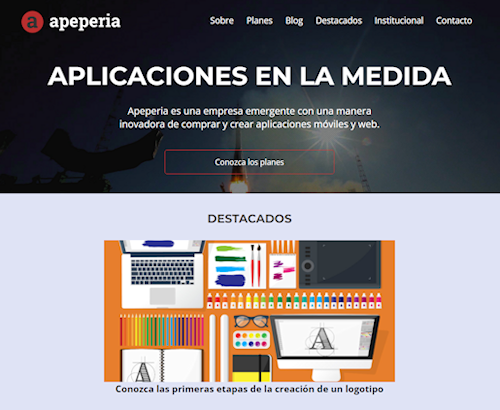 a apeperia
Sobre Planes Blog Destacados Institucional Contacto
APLICACIONES EN LA MEDIDA
Apeperia es una empresa emergente con una manera
inovadora de comprar y crear aplicaciones móviles y web.
Conozca los planes
DESTACADOS
A
A
Conozca las primeras etapas de la creación de un logotipo